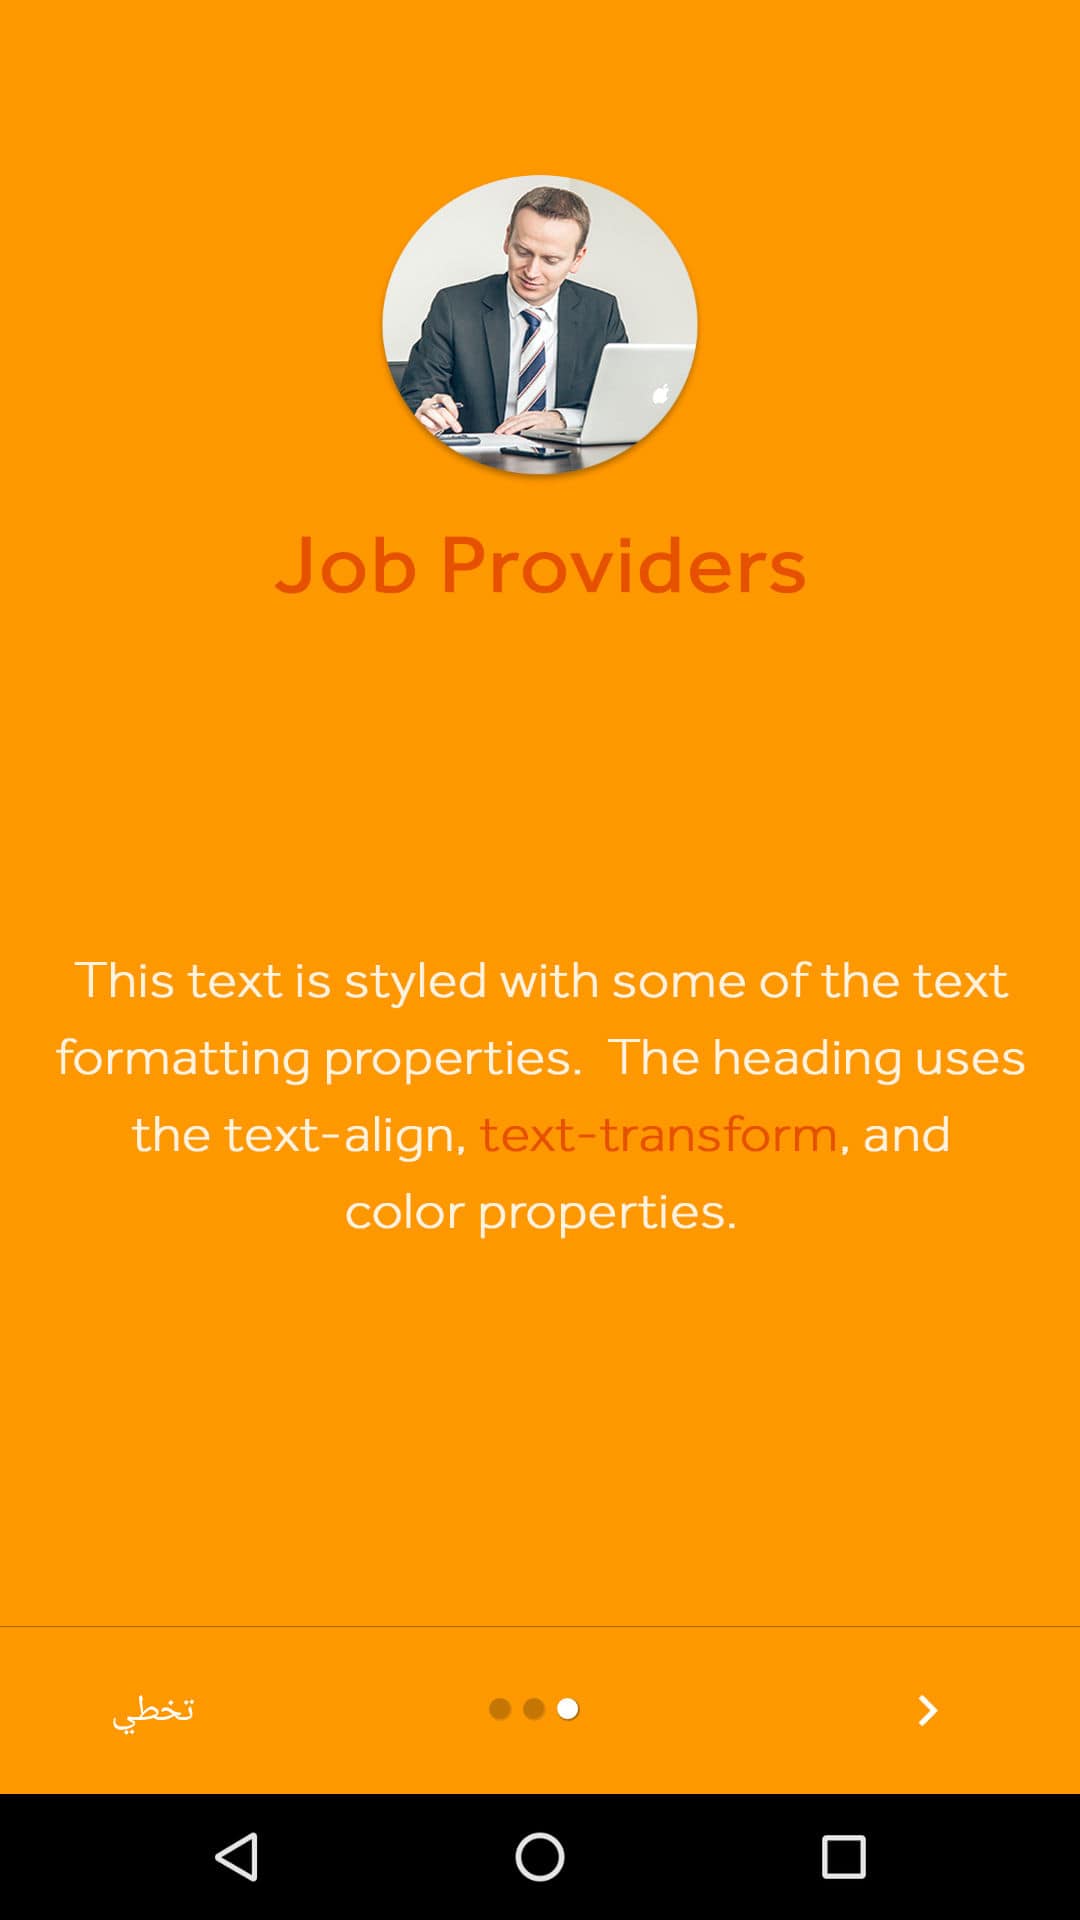 Job Providers
This text is styled with some of the text
formatting properties.  The heading uses
the text-align, text-transform, and
color properties.
تخطي